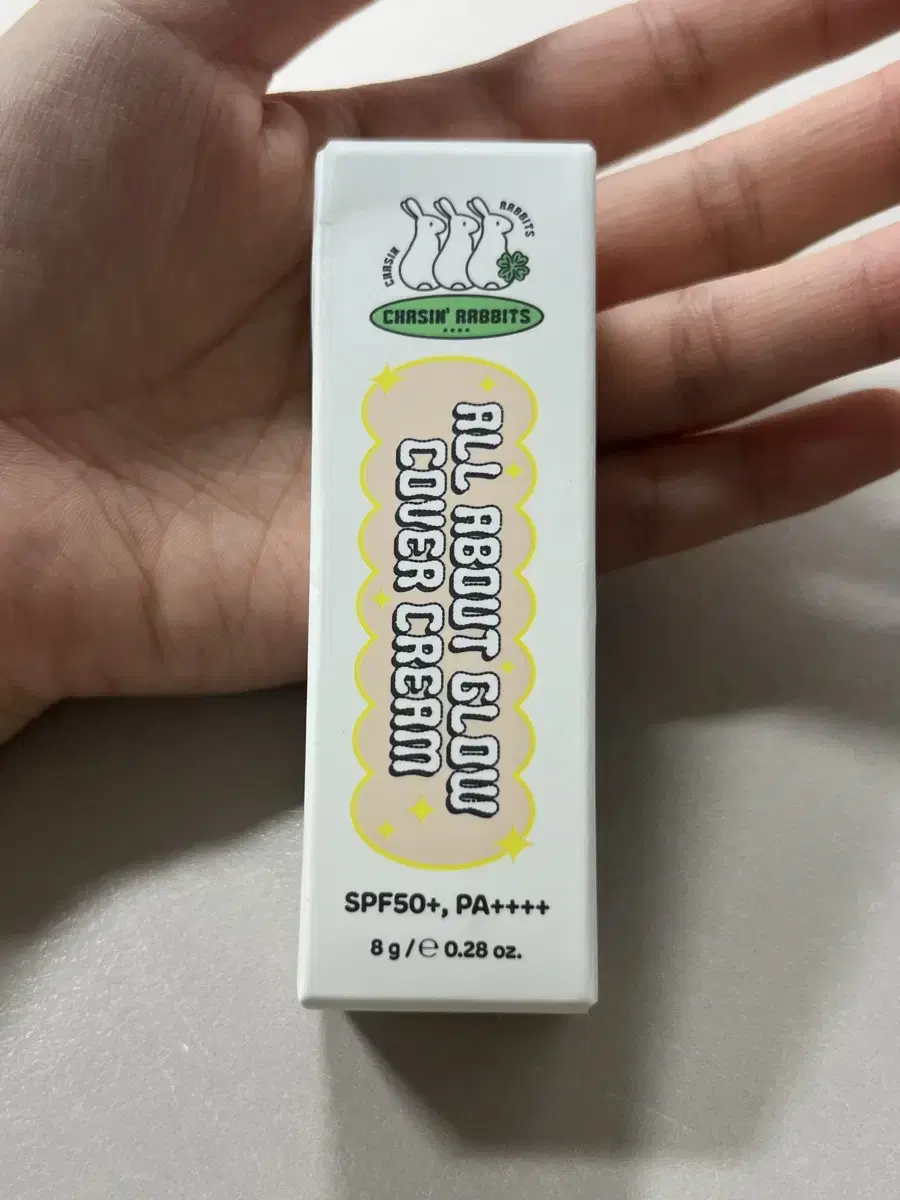 CHASIN RABBITS
CHASIN' RABBITS
ALL ABOUT GLOW
COVER CREAM
SPF50+, PA++++
8 g / ℮ 0.28 oz.